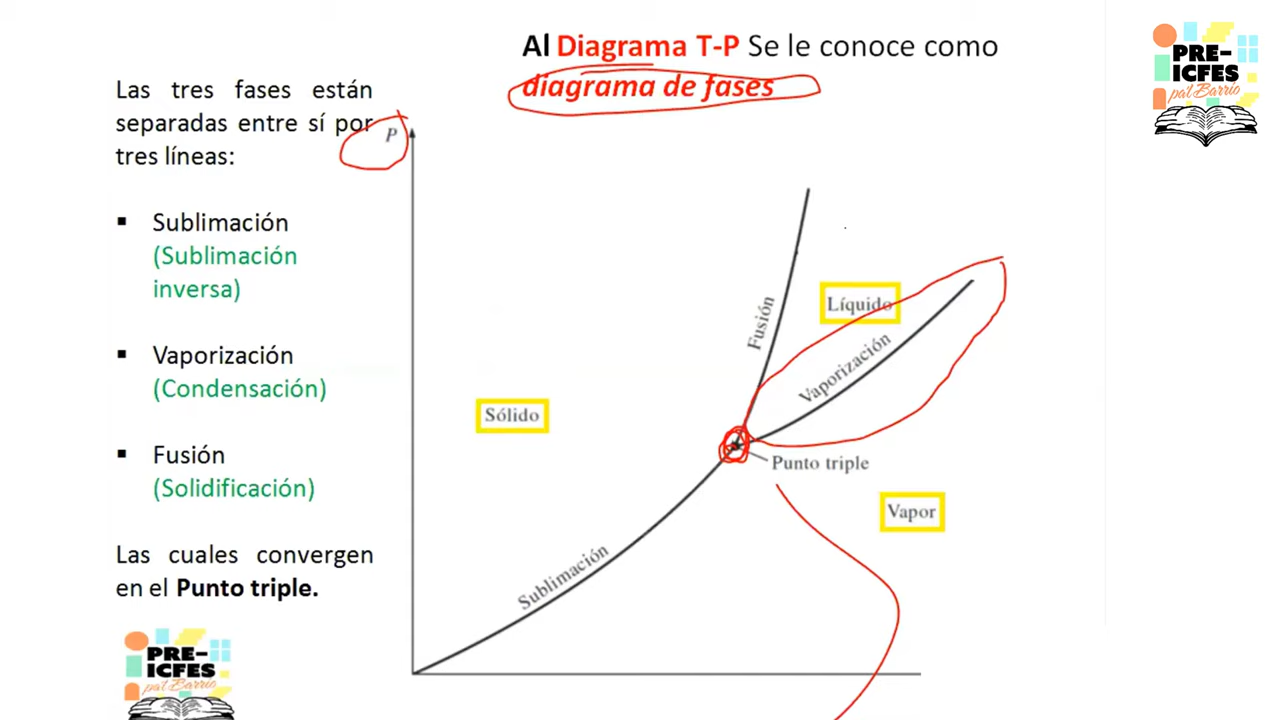 Al Diagrama T-P Se le conoce como
diagrama de fases
PRE-
ICFES
pa'l Barrio
Las tres fases están
separadas entre sí por
tres líneas:
▪ Sublimación
(Sublimación
inversa)
▪ Vaporización
(Condensación)
▪ Fusión
(Solidificación)
Las cuales convergen
en el Punto triple.
P
Fusión
Líquido
Vaporización
Sólido
Punto triple
Vapor
Sublimación
PRE-
ICFES
pa'l Barrio